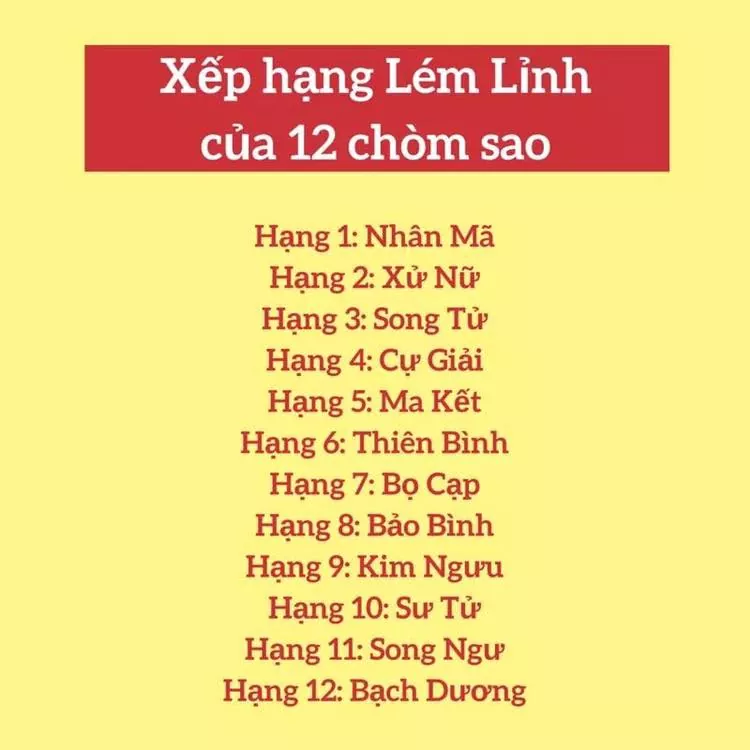 Xếp hạng Lém Lỉnh
của 12 chòm sao
Hạng 1: Nhân Mã
Hạng 2: Xử Nữ
Hạng 3: Song Tử
Hạng 4: Cự Giải
Hạng 5: Ma Kết
Hạng 6: Thiên Bình
Hạng 7: Bọ Cạp
Hạng 8: Bảo Bình
Hạng 9: Kim Ngưu
Hạng 10: Sư Tử
Hạng 11: Song Ngư
Hạng 12: Bạch Dương